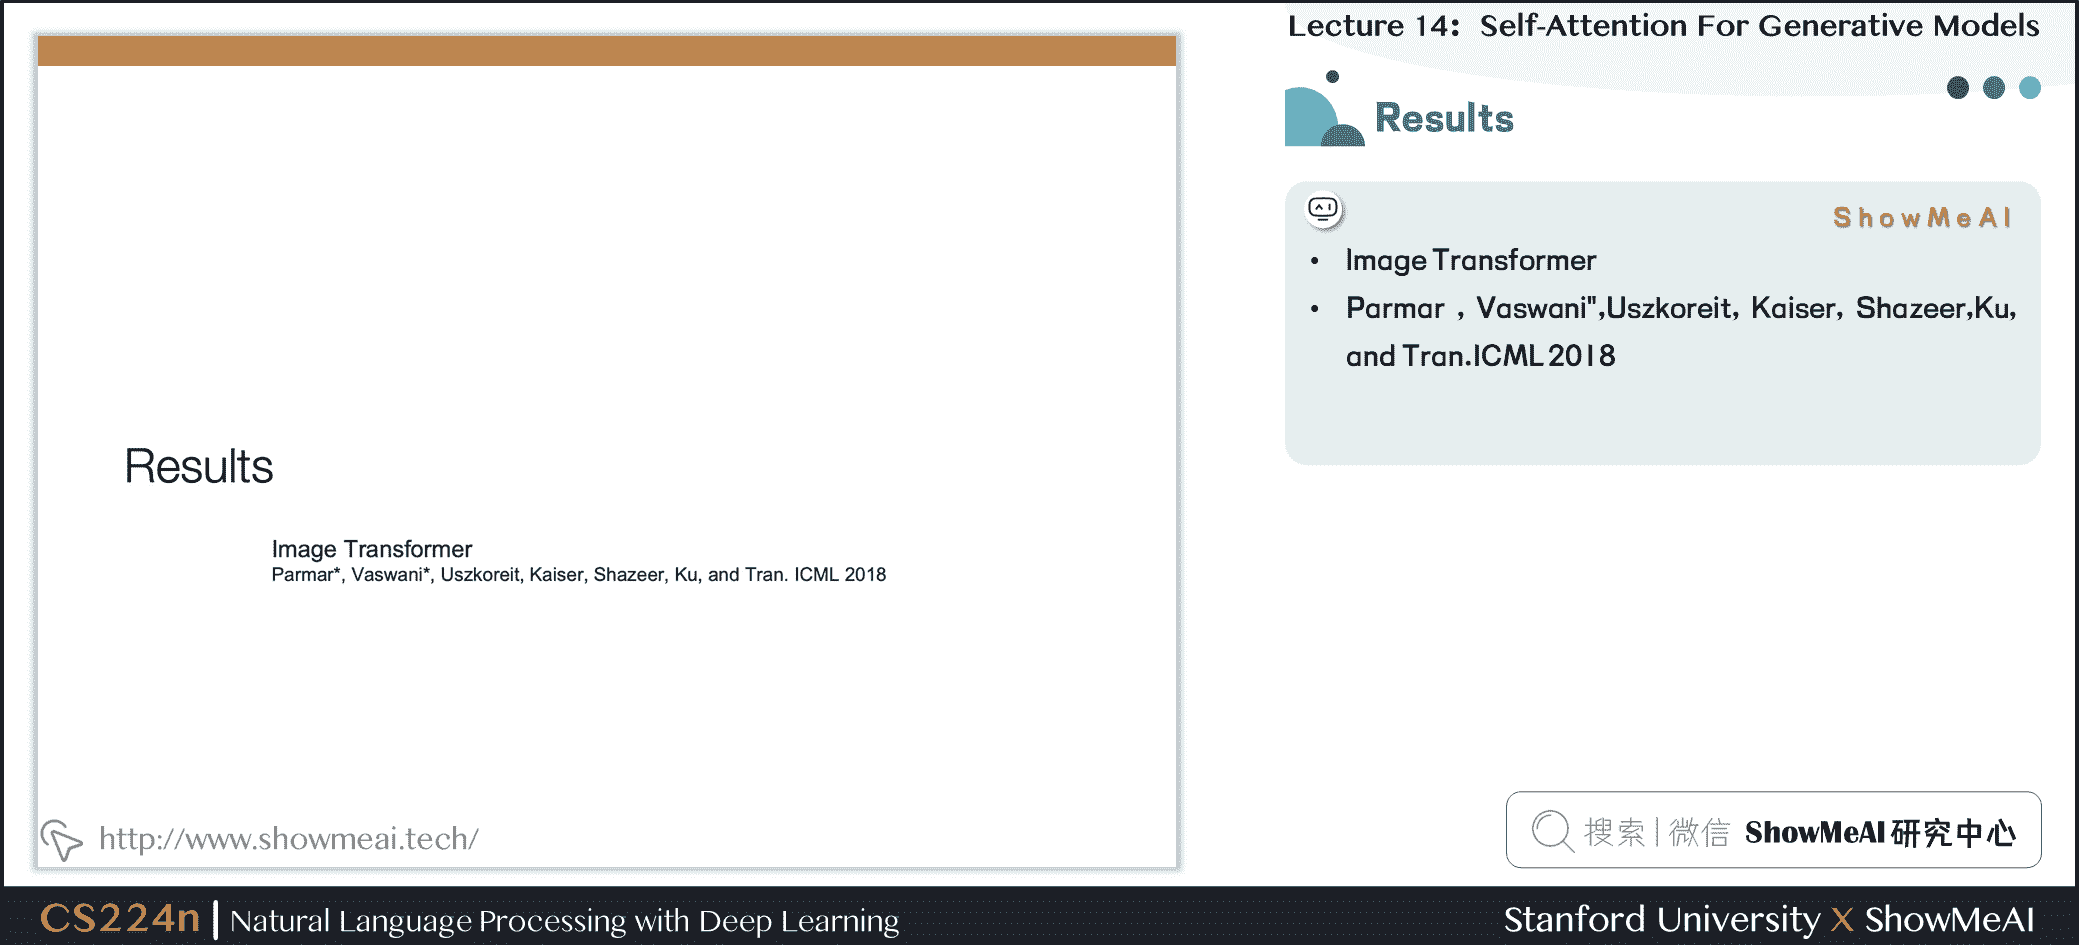 Lecture 14: Self-Attention For Generative Models
Results
Image Transformer
Parmar*, Vaswani*, Uszkoreit, Kaiser, Shazeer, Ku, and Tran. ICML 2018
http://www.showmeai.tech/
Results
ShowMeAI
• Image Transformer
• Parmar , Vaswani",Uszkoreit, Kaiser, Shazeer,Ku,
and Tran.ICML 2018
搜索|微信 ShowMeAI研究中心
CS224n | Natural Language Processing with Deep Learning
Stanford University X ShowMeAI